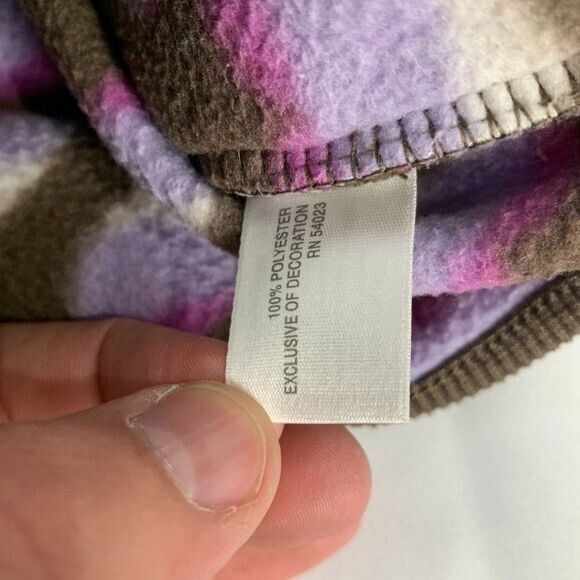 100% POLYESTER
EXCLUSIVE OF DECORATION
RN 54023